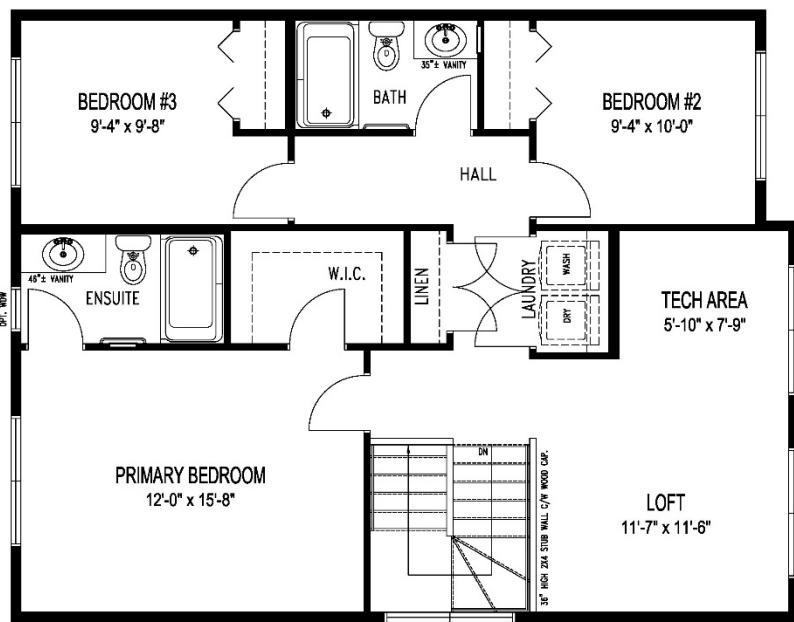 BEDROOM #3
9'-4" x 9'-8"
35"± VANITY
BATH
BEDROOM #2
9'-4" x 10'-0"
HALL
46"± VANITY
ENSUITE
OPT. WDW
W.I.C.
LINEN
LAUNDRY
WASH
DRY
TECH AREA
5'-10" x 7'-9"
PRIMARY BEDROOM
12'-0" x 15'-8"
DN
36" HIGH 2X4 STUB WALL C/W WOOD CAP.
LOFT
11'-7" x 11'-6"